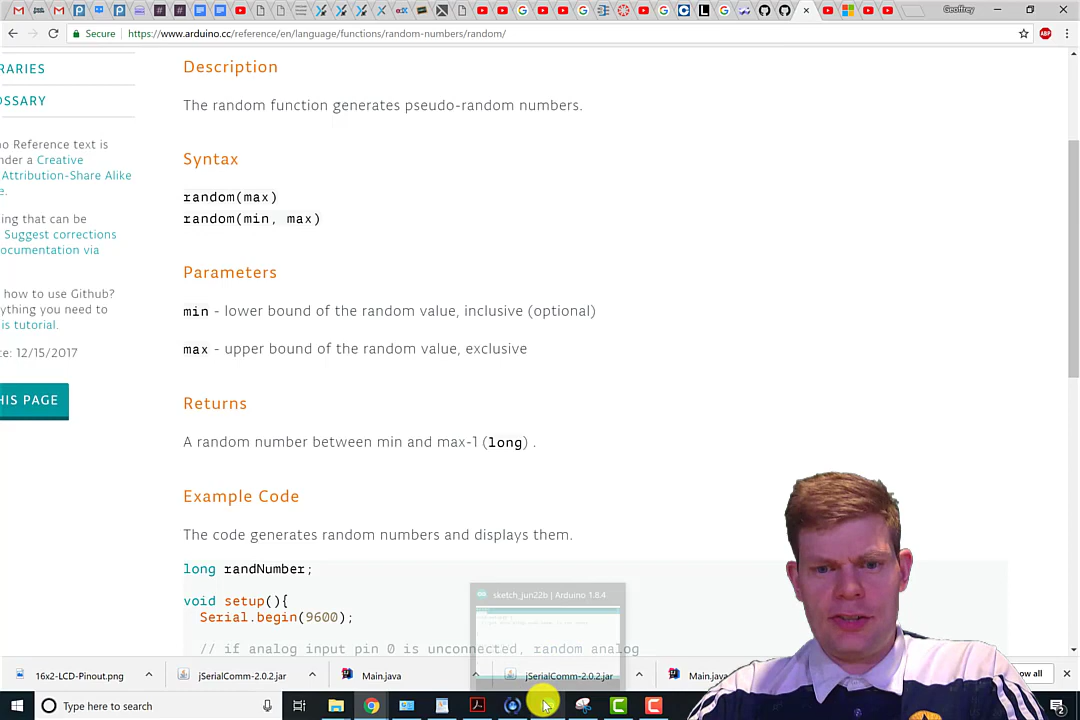 Geoffrey
Secure
https://www.arduino.cc/reference/en/language/functions/random-numbers/random/
ABP
RARIES
OSSARY
o Reference text is
nder a Creative
Attribution-Share Alike
e.
ing that can be
Suggest corrections
ocumentation via
how to use Github?
ything you need to
is tutorial.
te: 12/15/2017
HIS PAGE
Description
The random function generates pseudo-random numbers.
Syntax
random(max)
random(min, max)
Parameters
min - lower bound of the random value, inclusive (optional)
max - upper bound of the random value, exclusive
Returns
A random number between min and max-1 (long) .
Example Code
The code generates random numbers and displays them.
long randNumber;
void setup(){
Serial.begin(9600);
// if analog input pin 0 is unconnected, random analog
sketch_jun22b | Arduino 1.8.4
16x2-LCD-Pinout.png
jSerialComm-2.0.2.jar
Main.java
jSerialComm-2.0.2.jar
Main.java
ow all
Type here to search
2